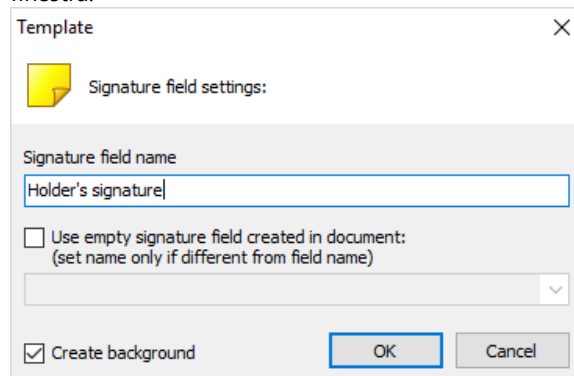 finestra.
Template
Signature field settings:
Signature field name
Holder's signature
Use empty signature field created in document:
(set name only if different from field name)
Create background
OK
Cancel